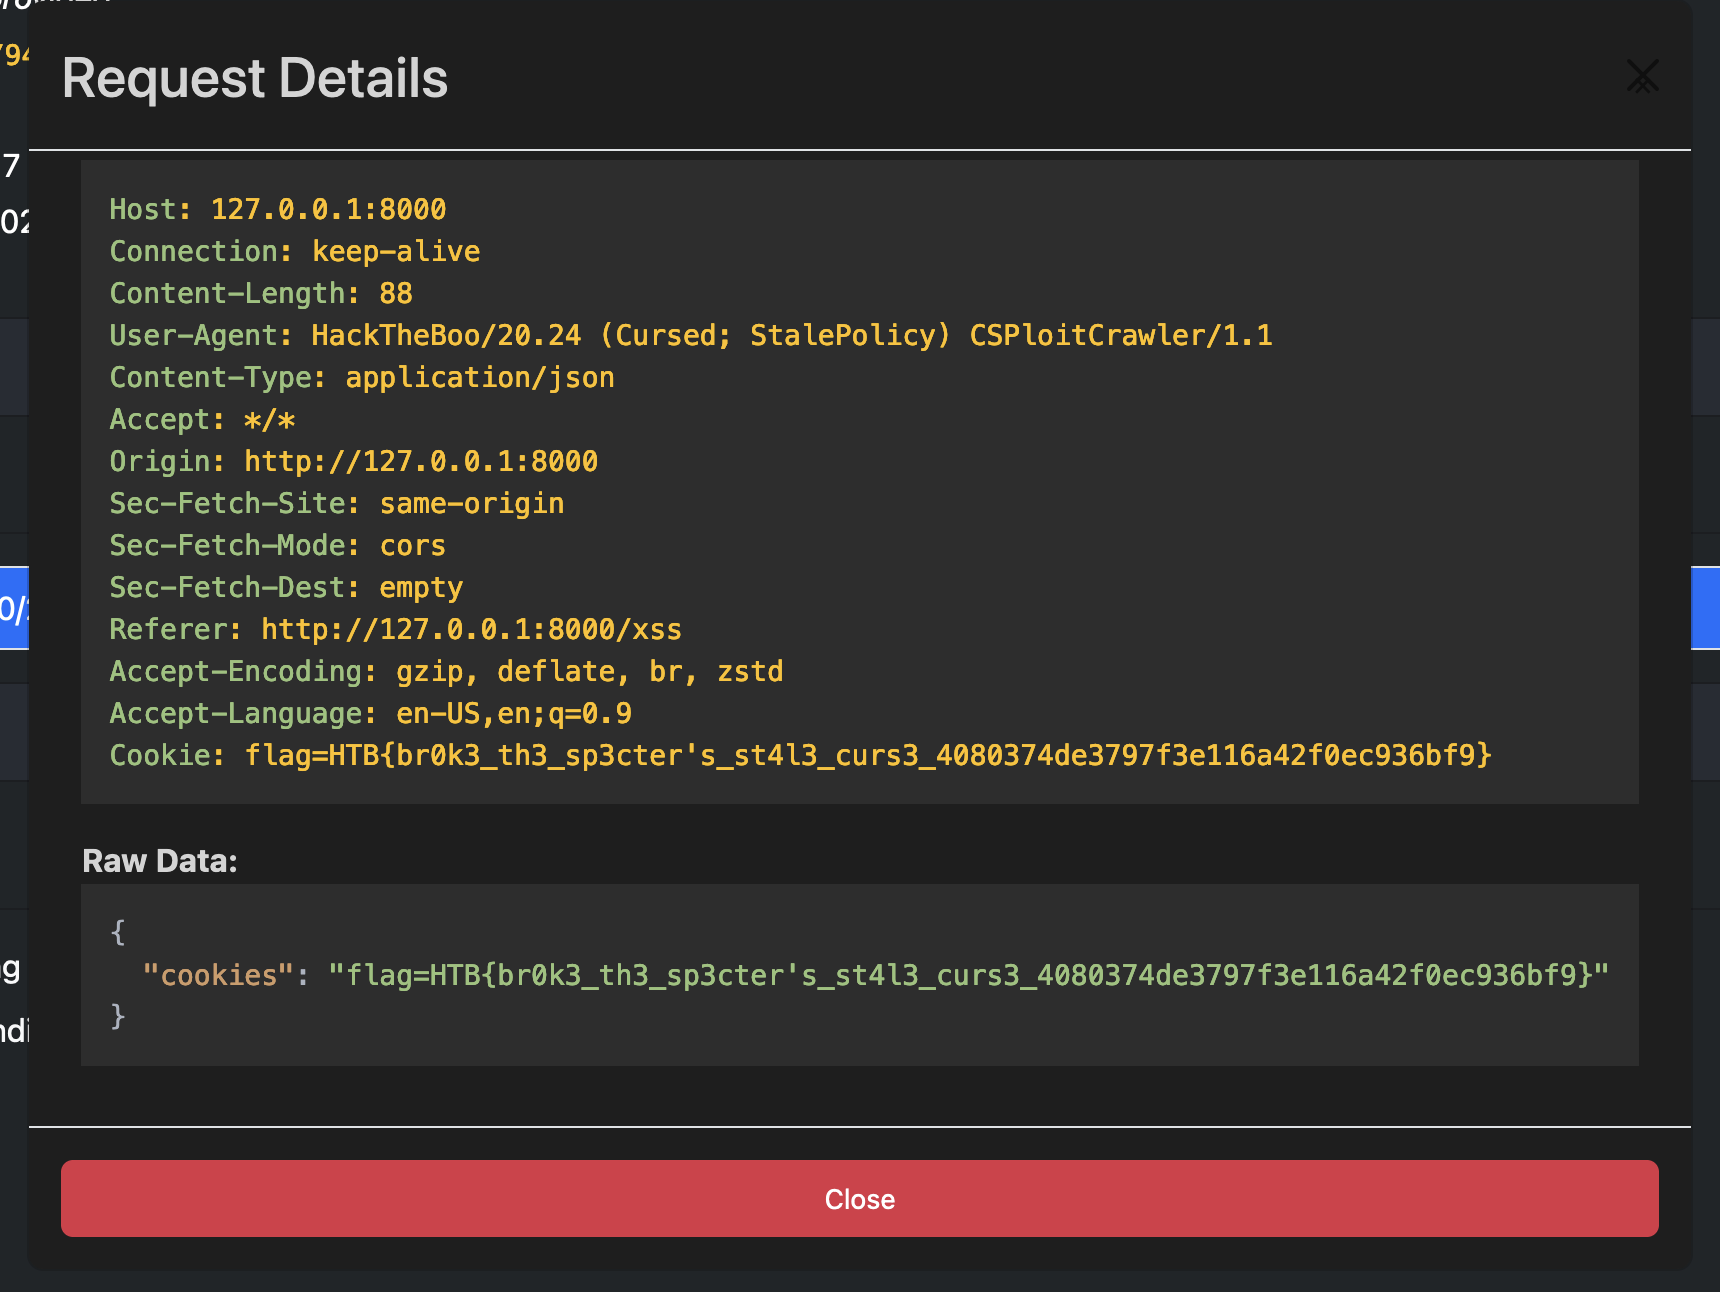 Request Details
Host: 127.0.0.1:8000
Connection: keep-alive
Content-Length: 88
User-Agent: HackTheBoo/20.24 (Cursed; StalePolicy) CSPloitCrawler/1.1
Content-Type: application/json
Accept: */*
Origin: http://127.0.0.1:8000
Sec-Fetch-Site: same-origin
Sec-Fetch-Mode: cors
Sec-Fetch-Dest: empty
Referer: http://127.0.0.1:8000/xss
Accept-Encoding: gzip, deflate, br, zstd
Accept-Language: en-US,en;q=0.9
Cookie: flag=HTB{br0k3_th3_sp3cter's_st4l3_curs3_4080374de3797f3e116a42f0ec936bf9}
Raw Data:
{
"cookies": "flag=HTB{br0k3_th3_sp3cter's_st4l3_curs3_4080374de3797f3e116a42f0ec936bf9}"
}
Close